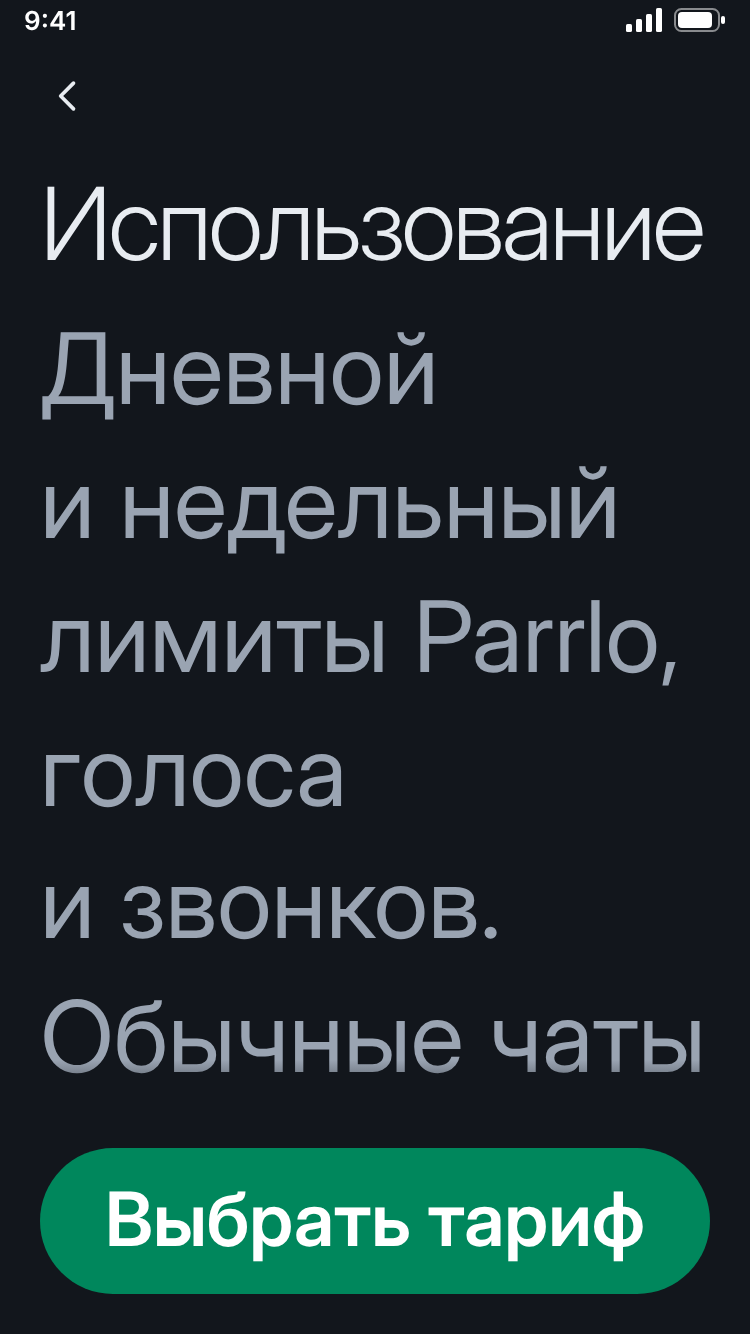 9:41
Использование
Дневной
и недельный
лимиты Parrlo,
голоса
и звонков.
Обычные чаты
Выбрать тариф